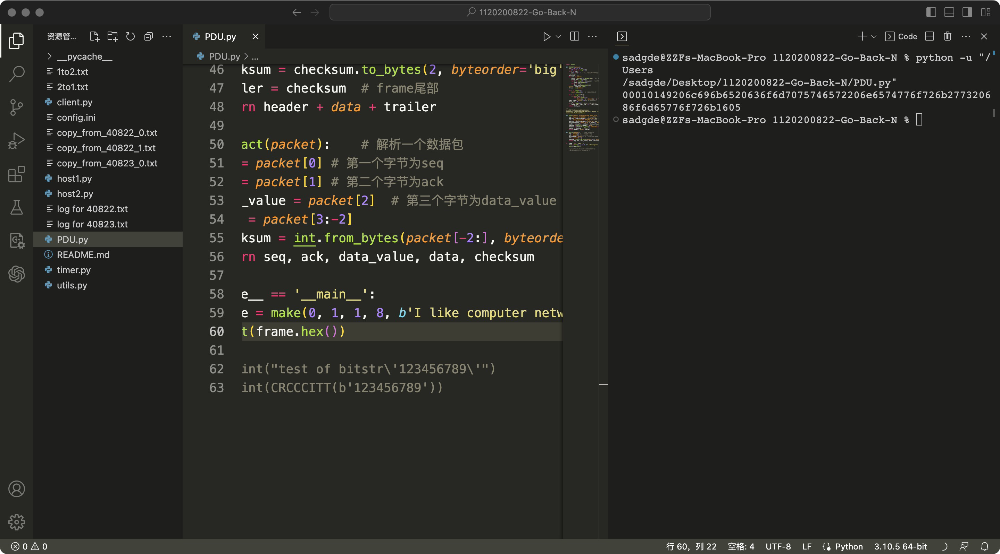 1120200822-Go-Back-N
资源管...
__pycache__
1to2.txt
2to1.txt
client.py
config.ini
copy_from_40822_0.txt
copy_from_40822_1.txt
copy_from_40823_0.txt
host1.py
host2.py
log for 40822.txt
log for 40823.txt
PDU.py
README.md
timer.py
utils.py
PDU.py
PDU.py > ...
46 ksum = checksum.to_bytes(2, byteorder='big'
47 ler = checksum  # frame尾部
48 rn header + data + trailer
49
50 act(packet):    # 解析一个数据包
51 = packet[0] # 第一个字节为seq
52 = packet[1] # 第二个字节为ack
53 _value = packet[2]  # 第三个字节为data_value
54 = packet[3:-2]
55 ksum = int.from_bytes(packet[-2:], byteorde
56 rn seq, ack, data_value, data, checksum
57
58 e__ == '__main__':
59 e = make(0, 1, 1, 8, b'I like computer netw
60 t(frame.hex())
61
62 int("test of bitstr\'123456789\'")
63 int(CRCCCITT(b'123456789'))
Code
sadgde@ZZFs-MacBook-Pro 1120200822-Go-Back-N % python -u "/
Users
/sadgde/Desktop/1120200822-Go-Back-N/PDU.py"
00010149206c696b6520636f6d7075746572206e6574776f726b2773206
86f6d65776f726b1605
sadgde@ZZFs-MacBook-Pro 1120200822-Go-Back-N %
0 0 行 60，列 22 空格: 4 UTF-8 LF Python 3.10.5 64-bit